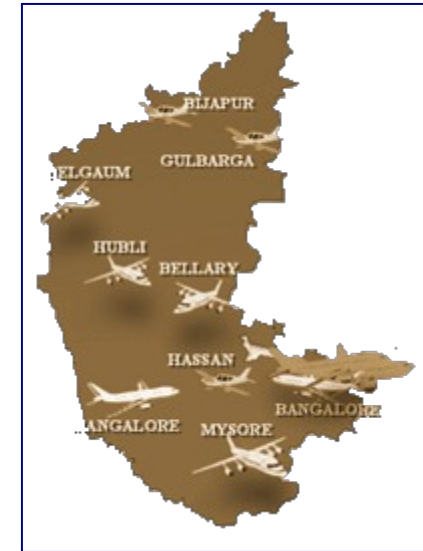 BIJAPUR
GULBARGA
ELGAUM
HUBLI
BELLARY
HASSAN
BANGALORE
ANGALORE
MYSORE